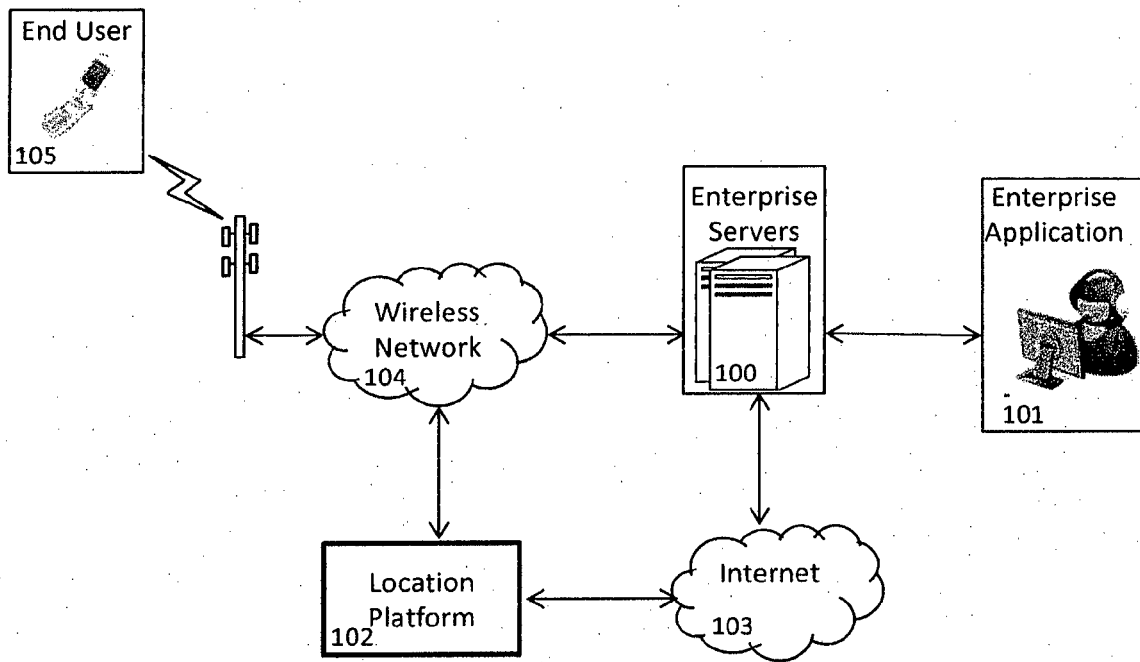 End User
105
Enterprise
Servers
100
Enterprise
Application
101
Wireless
Network
104
Location
Platform
102
Internet
103